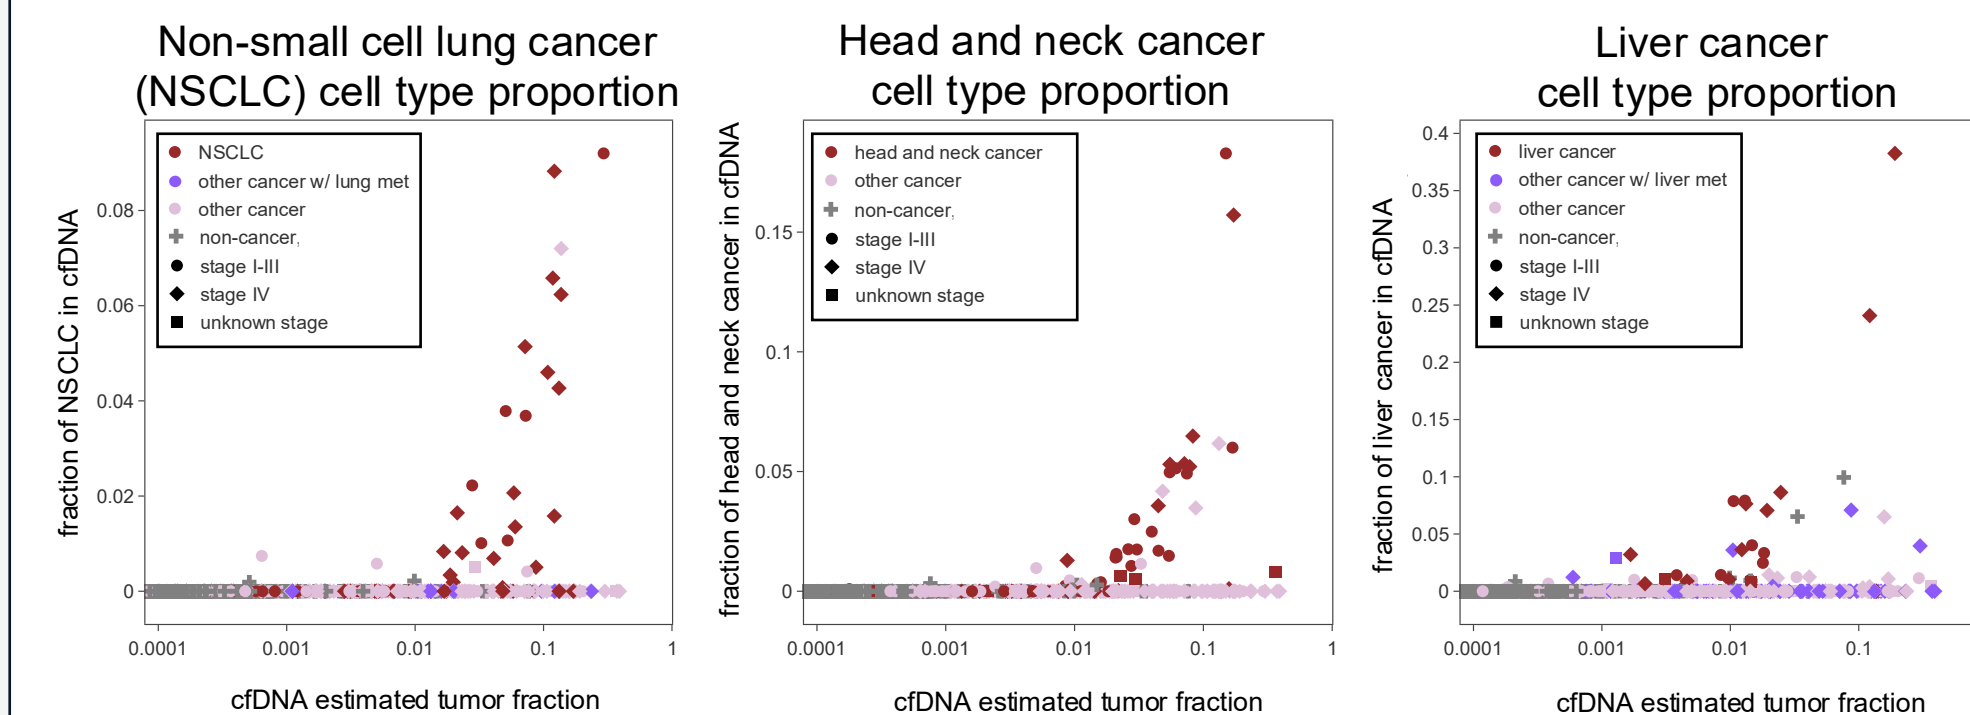 Non-small cell lung cancer
(NSCLC) cell type proportion
fraction of NSCLC in cfDNA
NSCLC
other cancer w/ lung met
other cancer
non-cancer,
stage I-III
stage IV
unknown stage
0.08
0.06
0.04
0.02
0
0.0001
0.001
0.01
0.1
1
cfDNA estimated tumor fraction
Head and neck cancer
cell type proportion
fraction of head and neck cancer in cfDNA
head and neck cancer
other cancer
non-cancer,
stage I-III
stage IV
unknown stage
0.15
0.1
0.05
0
0.0001
0.001
0.01
0.1
1
cfDNA estimated tumor fraction
Liver cancer
cell type proportion
fraction of liver cancer in cfDNA
liver cancer
other cancer w/ liver met
other cancer
non-cancer,
stage I-III
stage IV
unknown stage
0.4
0.35
0.3
0.25
0.2
0.15
0.1
0.05
0
0.0001
0.001
0.01
0.1
cfDNA estimated tumor fraction